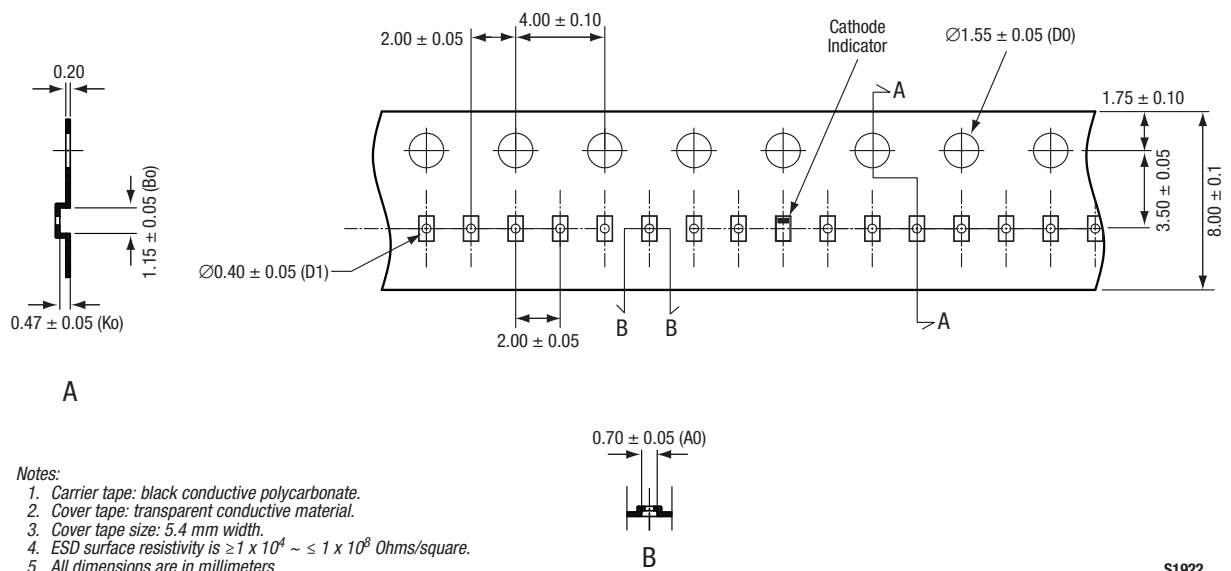 4.00 ± 0.10
2.00 ± 0.05
Cathode
Indicator
∅1.55 ± 0.05 (D0)
0.20
A
1.75 ± 0.10
1.15 ± 0.05 (Bo)
3.50 ± 0.05
8.00 ± 0.1
∅0.40 ± 0.05 (D1)
0.47 ± 0.05 (Ko)
B B
A
2.00 ± 0.05
A
0.70 ± 0.05 (A0)
B
Notes:
1. Carrier tape: black conductive polycarbonate.
2. Cover tape: transparent conductive material.
3. Cover tape size: 5.4 mm width.
4. ESD surface resistivity is ≥1 x 10⁴ ~ ≤ 1 x 10⁸ Ohms/square.
5. All dimensions are in millimeters
S1922